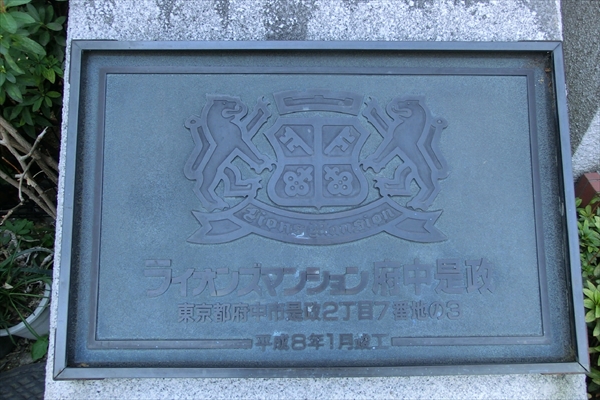 Lions Mansion
ライオンズマンション府中是政
東京都府中市是政2丁目7番地の3
平成8年1月竣工